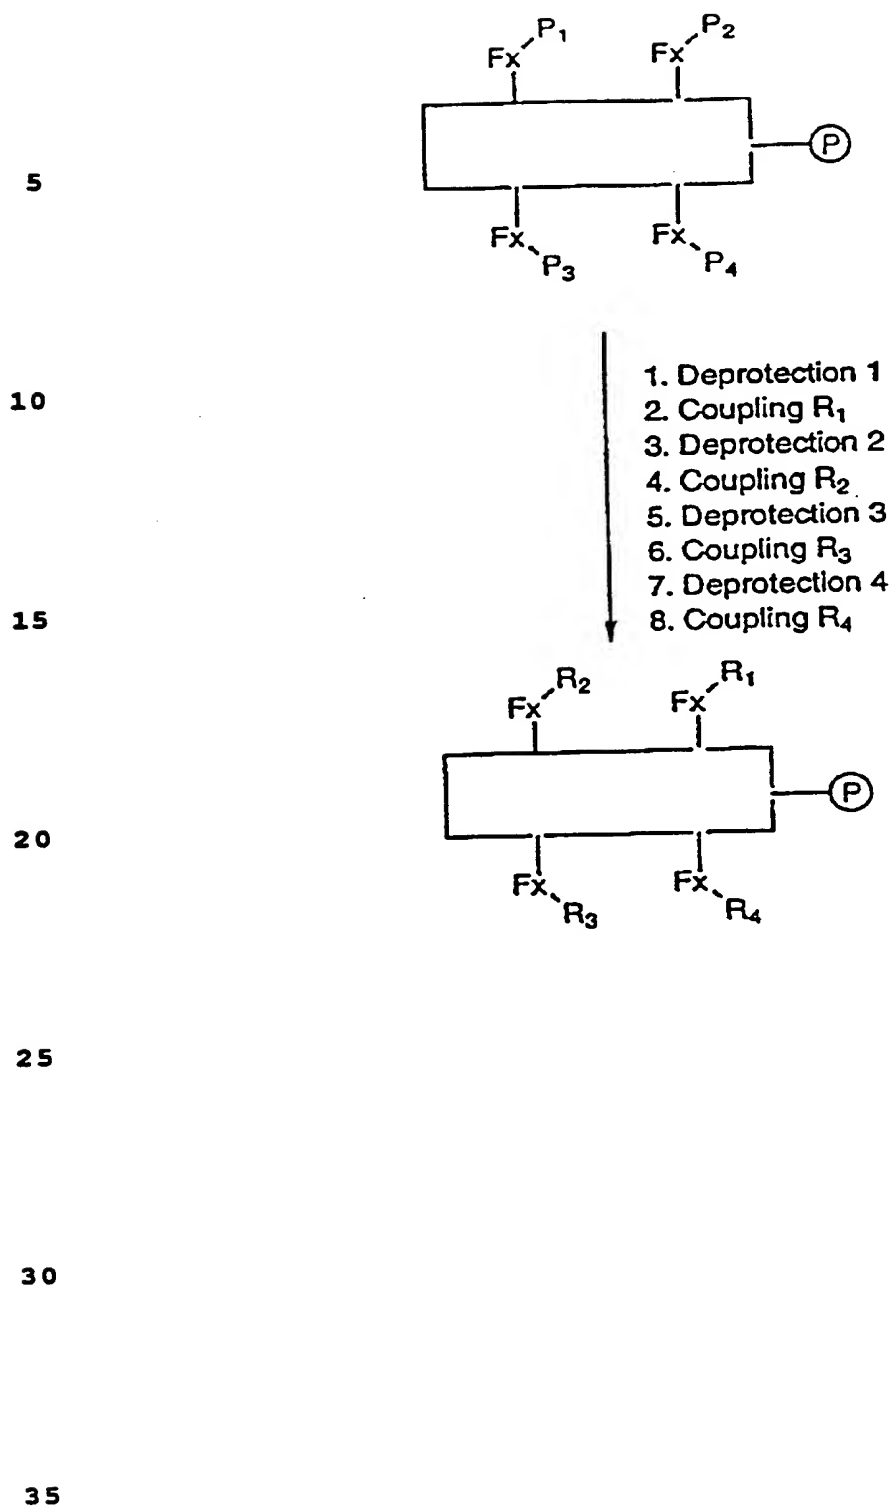 P₁ P₂
Fx Fx
P
5
Fx Fx
P₃ P₄
1. Deprotection 1
10
2. Coupling R₁
3. Deprotection 2
4. Coupling R₂
5. Deprotection 3
6. Coupling R₃
7. Deprotection 4
15
8. Coupling R₄
R₂ R₁
Fx Fx
P
20
Fx Fx
R₃ R₄
25
30
35